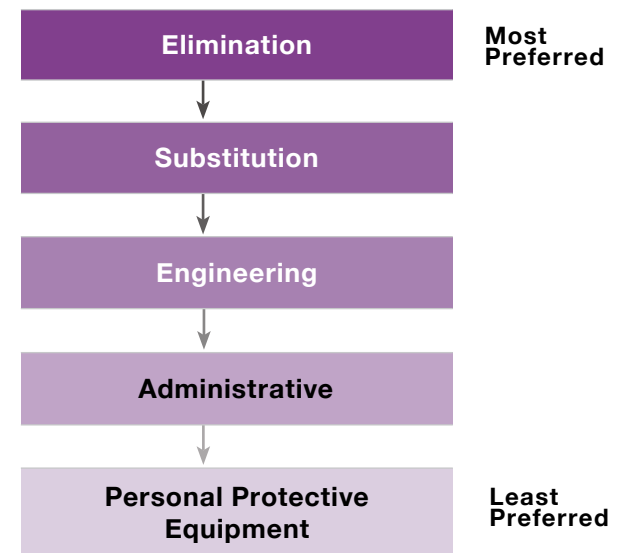 Elimination
Most
Preferred
Substitution
Engineering
Administrative
Personal Protective
Equipment
Least
Preferred